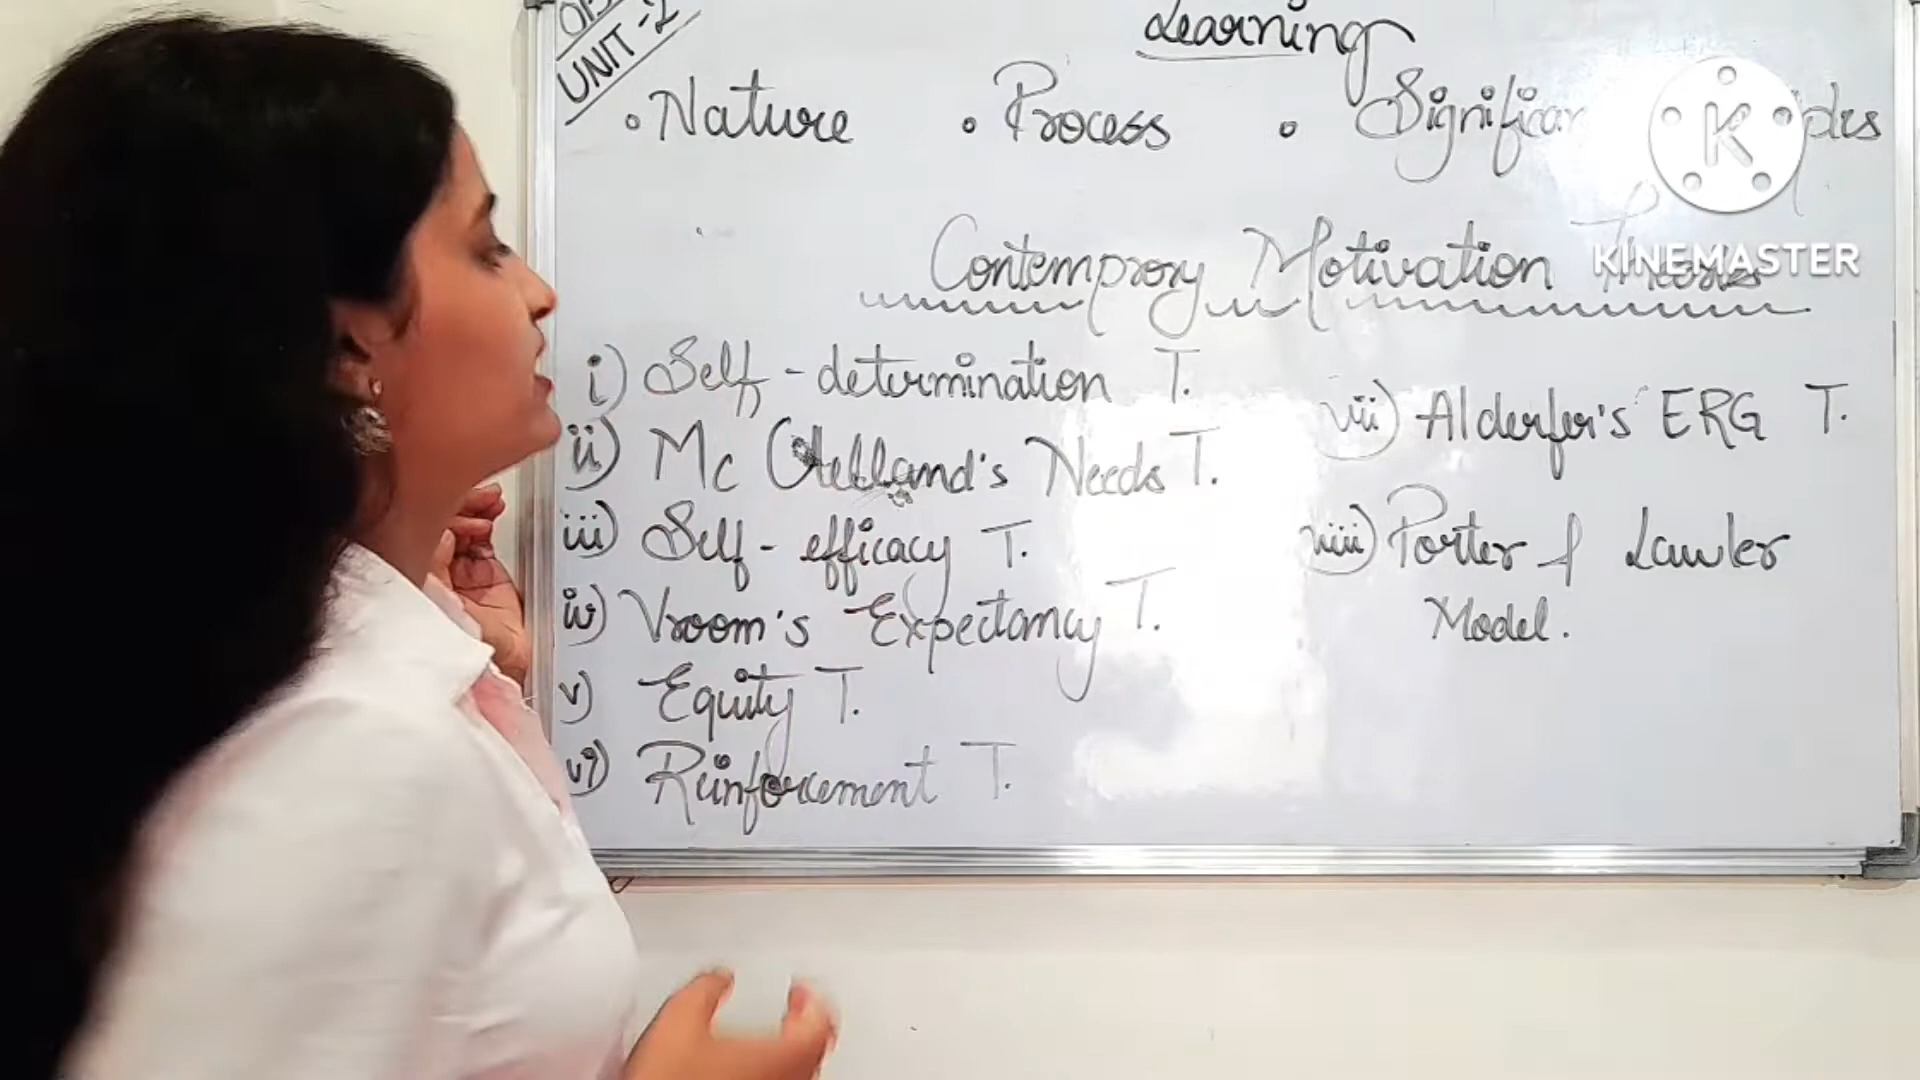 UNIT-2
Learning
• Nature • Process •
Contemprory Motivation
i) Self-determination T.
ii) Mc Clelland's Needs T.
iii) Self-efficacy T.
iv) Vroom's Expectancy T.
v) Equity T.
vi) Reinforcement T.
vii) Alderfer's ERG T.
viii) Porter & Lawler
Model.
K
KINEMASTER